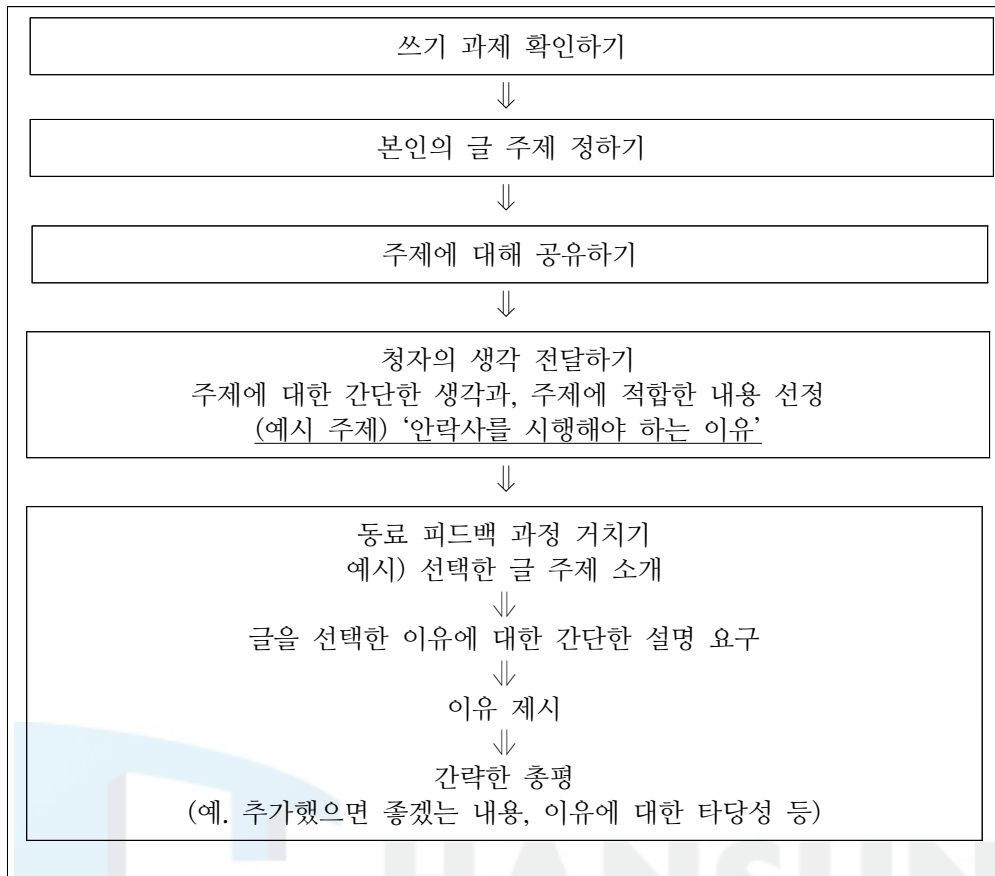 쓰기 과제 확인하기
⇓
본인의 글 주제 정하기
⇓
주제에 대해 공유하기
⇓
청자의 생각 전달하기
주제에 대한 간단한 생각과, 주제에 적합한 내용 선정
(예시 주제) ‘안락사를 시행해야 하는 이유’
⇓
동료 피드백 과정 거치기
예시) 선택한 글 주제 소개
⇓
글을 선택한 이유에 대한 간단한 설명 요구
⇓
이유 제시
⇓
간략한 총평
(예. 추가했으면 좋겠는 내용, 이유에 대한 타당성 등)